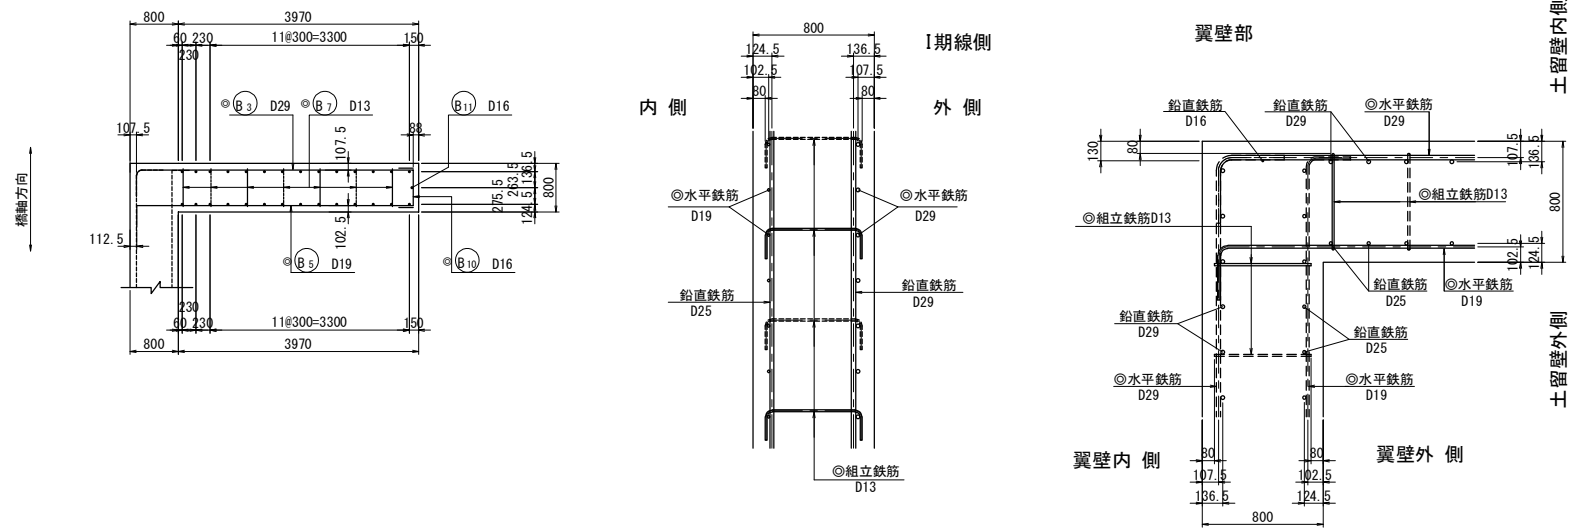 800
3970
60
230
11@300=3300
150
230
◎ B3 D29
◎ B7 D13
B11 D16
107.5
88
107.5
136.5
263.5
275.5
124.5
800
橋軸方向
112.5
102.5
◎ B5 D19
◎ B10 D16
230
60
230
11@300=3300
150
800
3970
800
I期線側
124.5
136.5
102.5
107.5
80
80
内 側
外 側
◎水平鉄筋
D19
◎水平鉄筋
D29
鉛直鉄筋
D25
鉛直鉄筋
D29
◎組立鉄筋
D13
翼壁部
土留壁内側
鉛直鉄筋
D16
鉛直鉄筋
D29
◎水平鉄筋
D29
130
80
107.5
136.5
◎組立鉄筋D13
◎組立鉄筋D13
800
102.5
124.5
鉛直鉄筋
D25
◎水平鉄筋
D19
鉛直鉄筋
D29
鉛直鉄筋
D25
土留壁外側
◎水平鉄筋
D29
◎水平鉄筋
D19
翼壁内 側
翼壁外 側
80
80
107.5
102.5
136.5
124.5
800